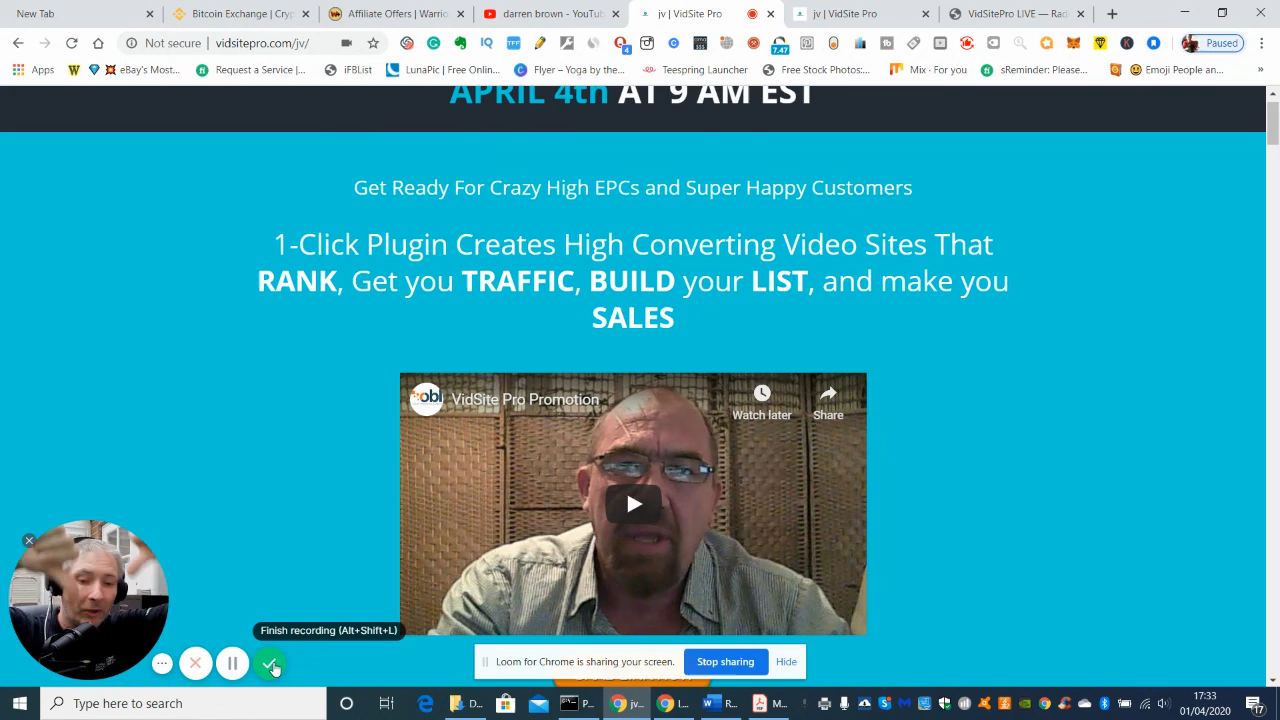 New Tab
Bitcoin Exchange | Cryp
Affiliate Offers | Warrio
darren brown - YouTub
jv | VidSite Pro
jv | VidSite Pro
VidSitePro LIVE — Rad
Not secure
vidsitepro.com/jv/
4
7.47
Paused
Apps
eBay's Most...
Request a Service |...
iFBList
LunaPic | Free Onlin...
Flyer – Yoga by the...
Teespring Launcher
Free Stock Photos:...
Mix · For you
sReminder: Please...
Emoji People an...
APRIL 4th AT 9 AM EST
Get Ready For Crazy High EPCs and Super Happy Customers
1-Click Plugin Creates High Converting Video Sites That
RANK, Get you TRAFFIC, BUILD your LIST, and make you
SALES
VidSite Pro Promotion
Watch later
Share
Finish recording (Alt+Shift+L)
Loom for Chrome is sharing your screen.
Stop sharing
Hide
Type here to search
D...
P...
jv...
L...
R...
M...
17:33
01/04/2020
17